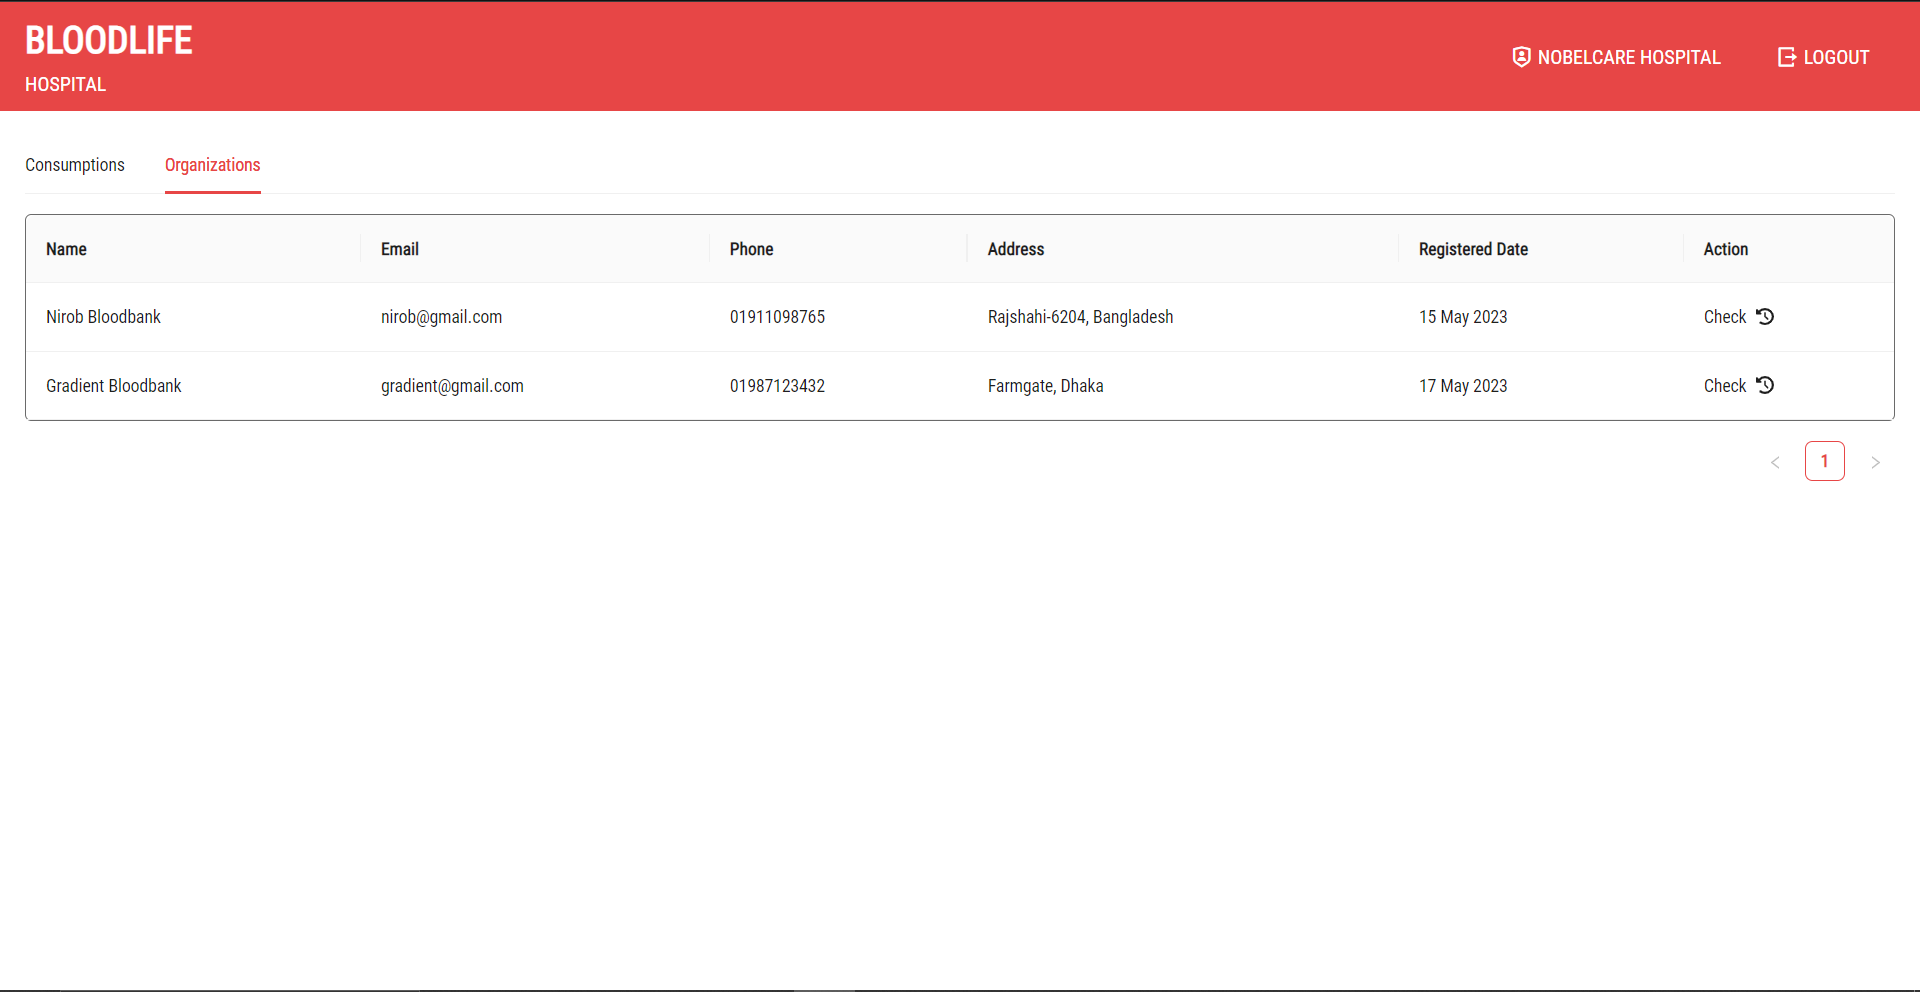 BLOODLIFE
HOSPITAL
NOBELCARE HOSPITAL LOGOUT
Consumptions Organizations
Name Email Phone Address Registered Date Action
Nirob Bloodbank nirob@gmail.com 01911098765 Rajshahi-6204, Bangladesh 15 May 2023 Check
Gradient Bloodbank gradient@gmail.com 01987123432 Farmgate, Dhaka 17 May 2023 Check
< 1 >